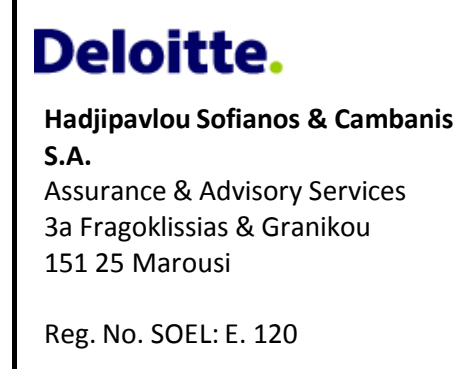 Deloitte.
Hadjipavlou Sofianos & Cambanis
S.A.
Assurance & Advisory Services
3a Fragoklissias & Granikou
151 25 Marousi
Reg. No. SOEL: E. 120